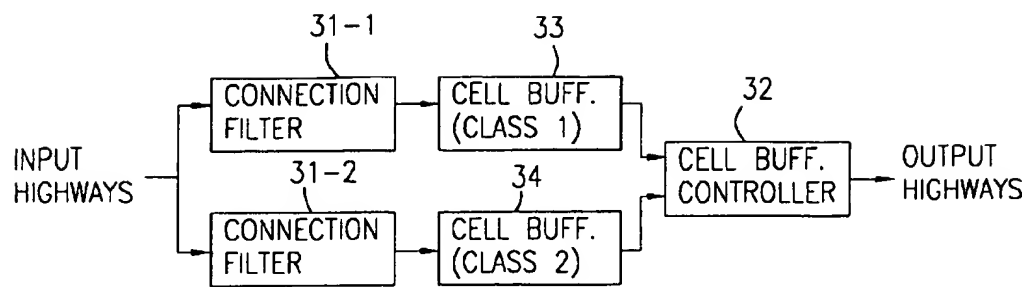 31-1
33
CONNECTION
FILTER
CELL BUFF.
(CLASS 1)
32
INPUT
HIGHWAYS
31-2
34
CELL BUFF.
CONTROLLER
OUTPUT
HIGHWAYS
CONNECTION
FILTER
CELL BUFF.
(CLASS 2)